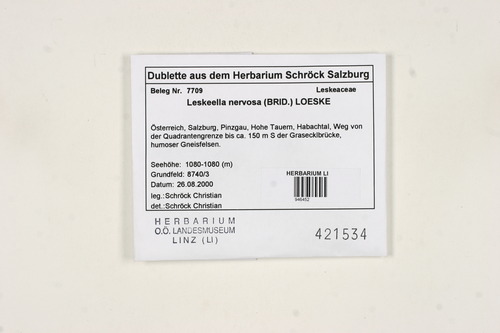 Dublette aus dem Herbarium Schröck Salzburg
Beleg Nr. 7709 Leskeaceae
Leskeella nervosa (BRID.) LOESKE
Österreich, Salzburg, Pinzgau, Hohe Tauern, Habachtal, Weg von
der Quadrantengrenze bis ca. 150 m S der Grasecklbrücke,
humoser Gneisfelsen.
Seehöhe: 1080-1080 (m)
Grundfeld: 8740/3
Datum: 26.08.2000
leg.:Schröck Christian
det.:Schröck Christian
HERBARIUM LI
946452
HERBARIUM
O.Ö. LANDESMUSEUM
LINZ (LI)
421534